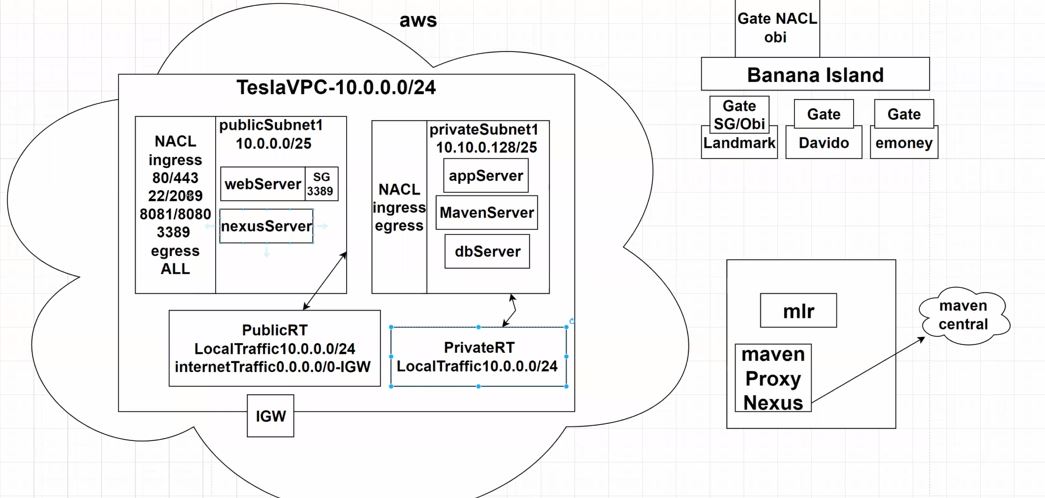 aws
TeslaVPC-10.0.0.0/24
NACL
ingress
80/443
22/2089
8081/8080
3389
egress
ALL
publicSubnet1
10.0.0.0/25
webServer
SG
3389
nexusServer
NACL
ingress
egress
privateSubnet1
10.10.0.128/25
appServer
MavenServer
dbServer
PublicRT
LocalTraffic10.0.0.0/24
internetTraffic0.0.0.0/0-IGW
PrivateRT
LocalTraffic10.0.0.0/24
IGW
Gate NACL
obi
Banana Island
Gate
SG/Obi
Landmark
Gate
Davido
Gate
emoney
mlr
maven
Proxy
Nexus
maven
central